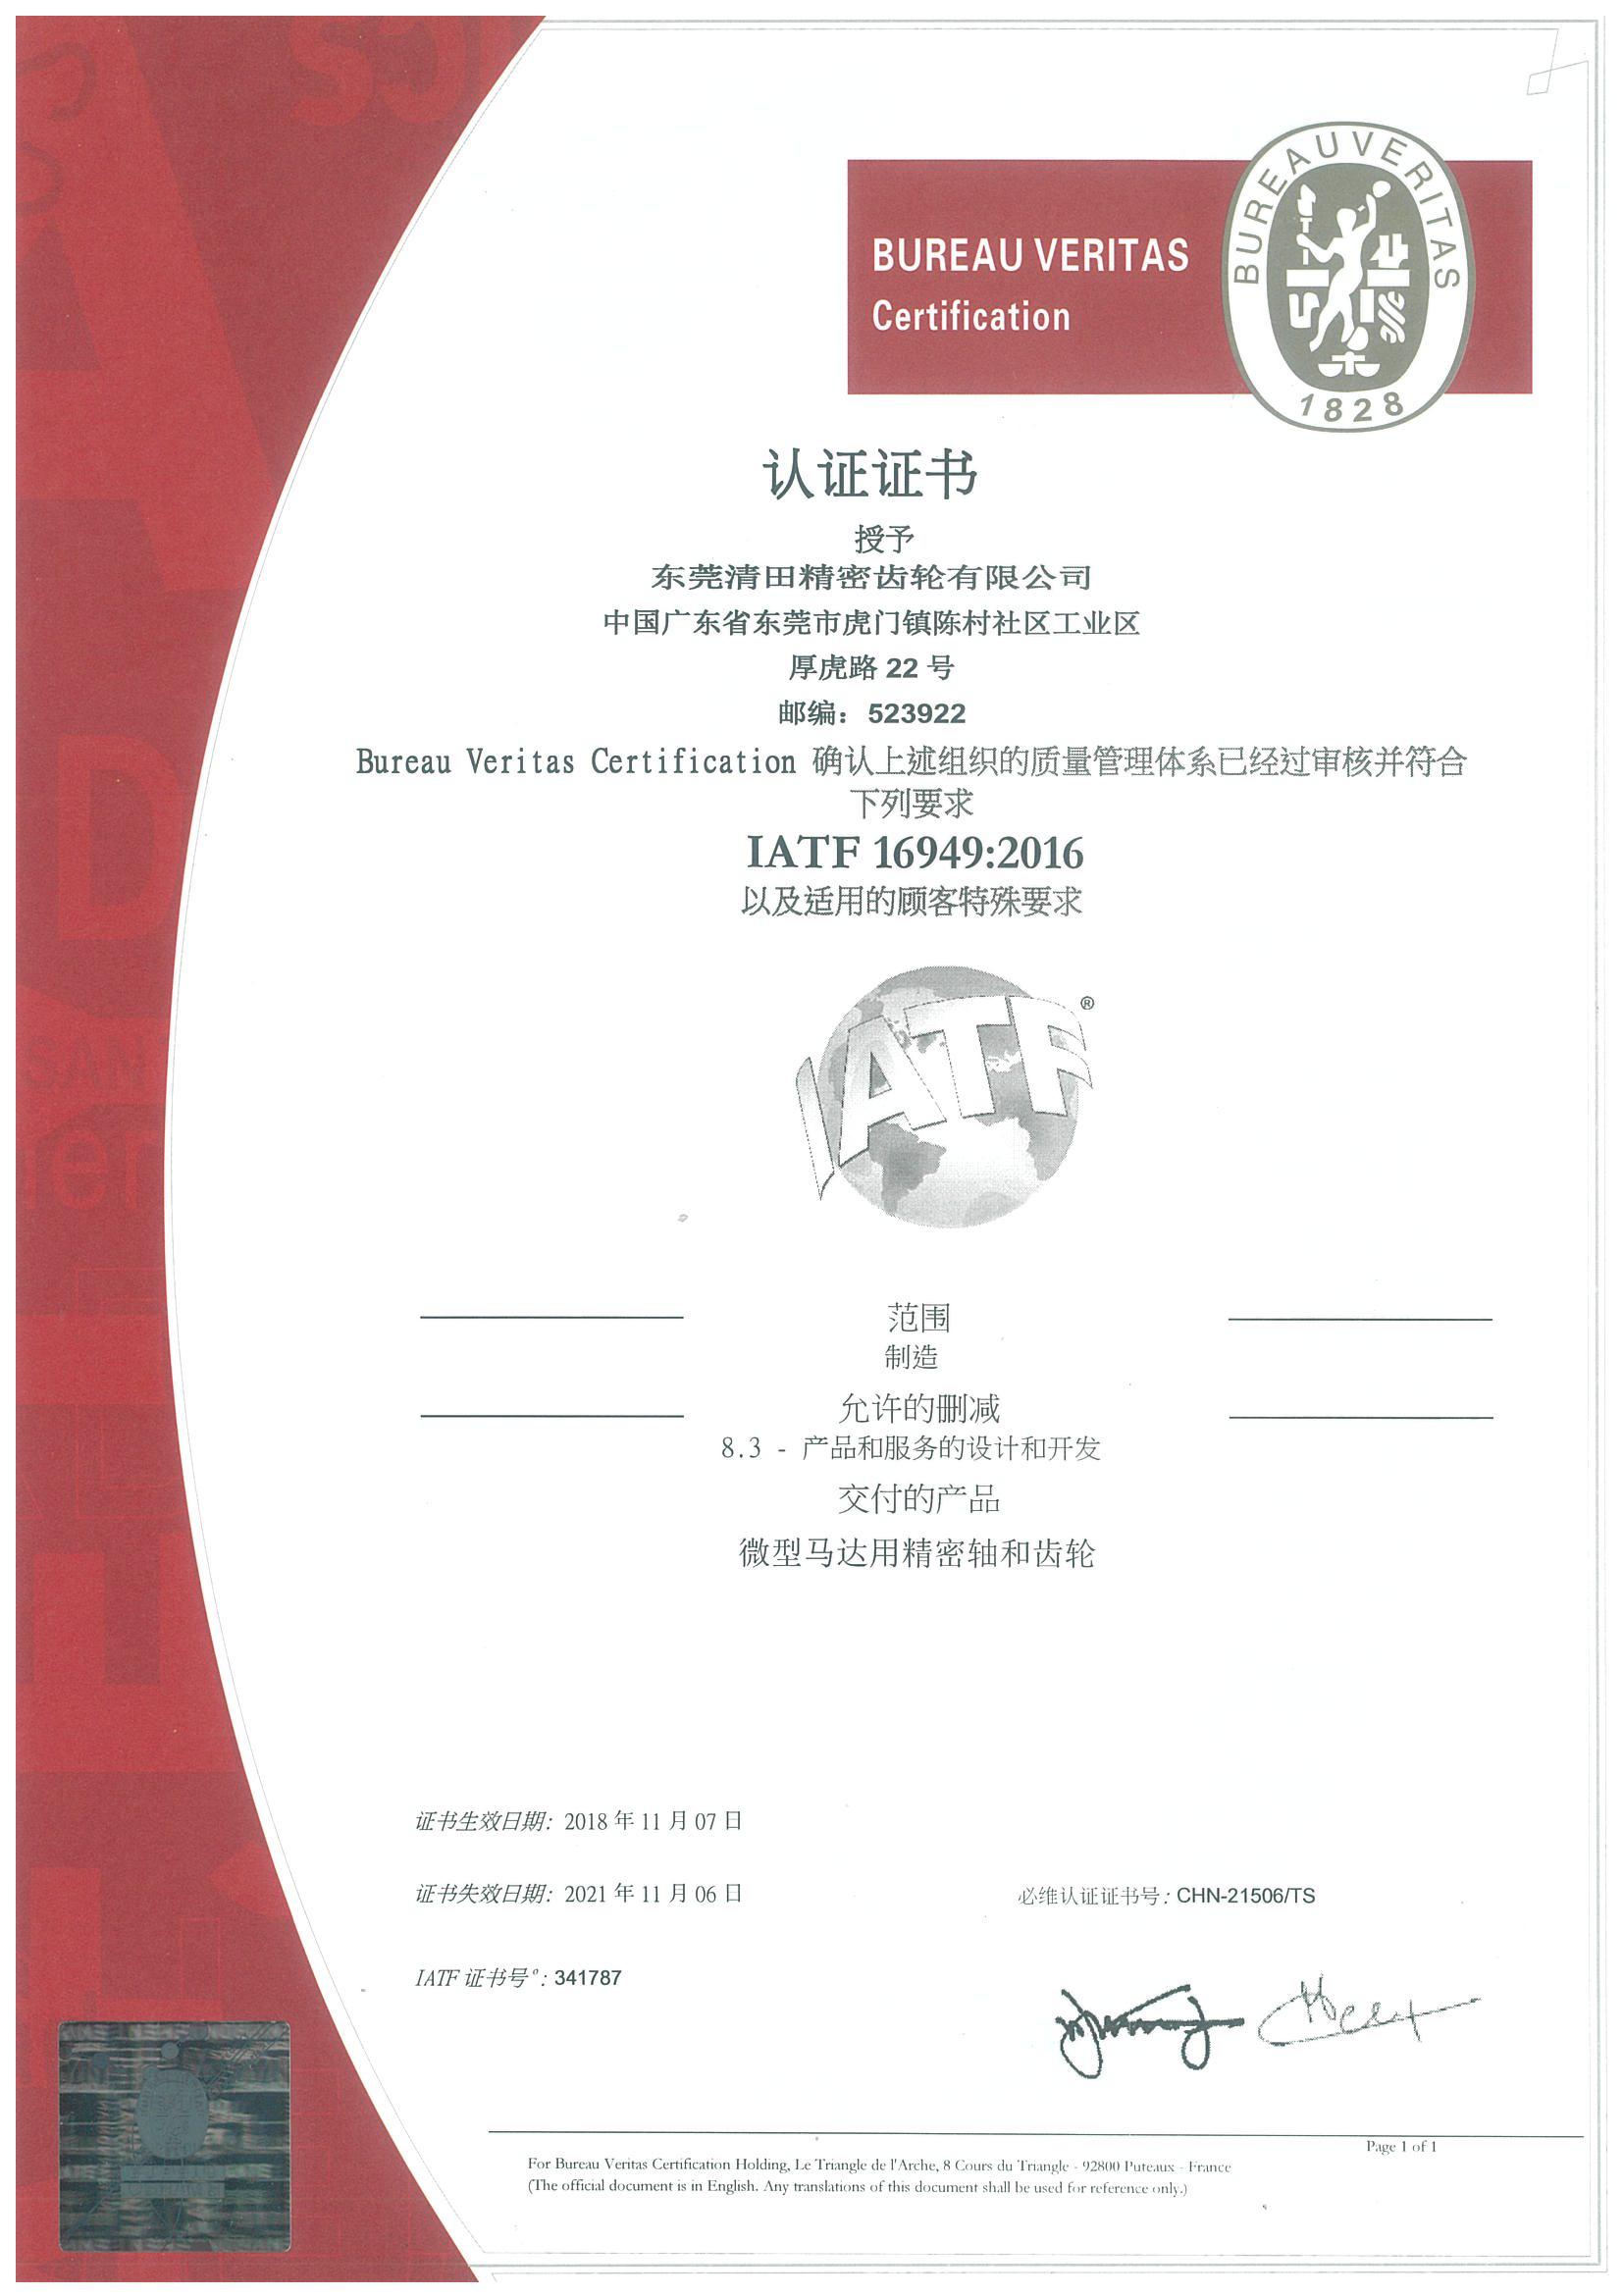 BUREAU VERITAS
Certification
BUREAU VERITAS
1828
认证证书
授予
东莞清田精密齿轮有限公司
中国广东省东莞市虎门镇陈村社区工业区
厚虎路 22 号
邮编：523922
Bureau Veritas Certification 确认上述组织的质量管理体系已经过审核并符合
下列要求
IATF 16949:2016
以及适用的顾客特殊要求
IATF ®
范围
制造
允许的删减
8.3 - 产品和服务的设计和开发
交付的产品
微型马达用精密轴和齿轮
证书生效日期: 2018 年 11 月 07 日
证书失效日期: 2021 年 11 月 06 日
必维认证证书号: CHN-21506/TS
IATF 证书号°: 341787
Page 1 of 1
For Bureau Veritas Certification Holding, Le Triangle de l'Arche, 8 Cours du Triangle - 92800 Puteaux - France
(The official document is in English. Any translations of this document shall be used for reference only.)